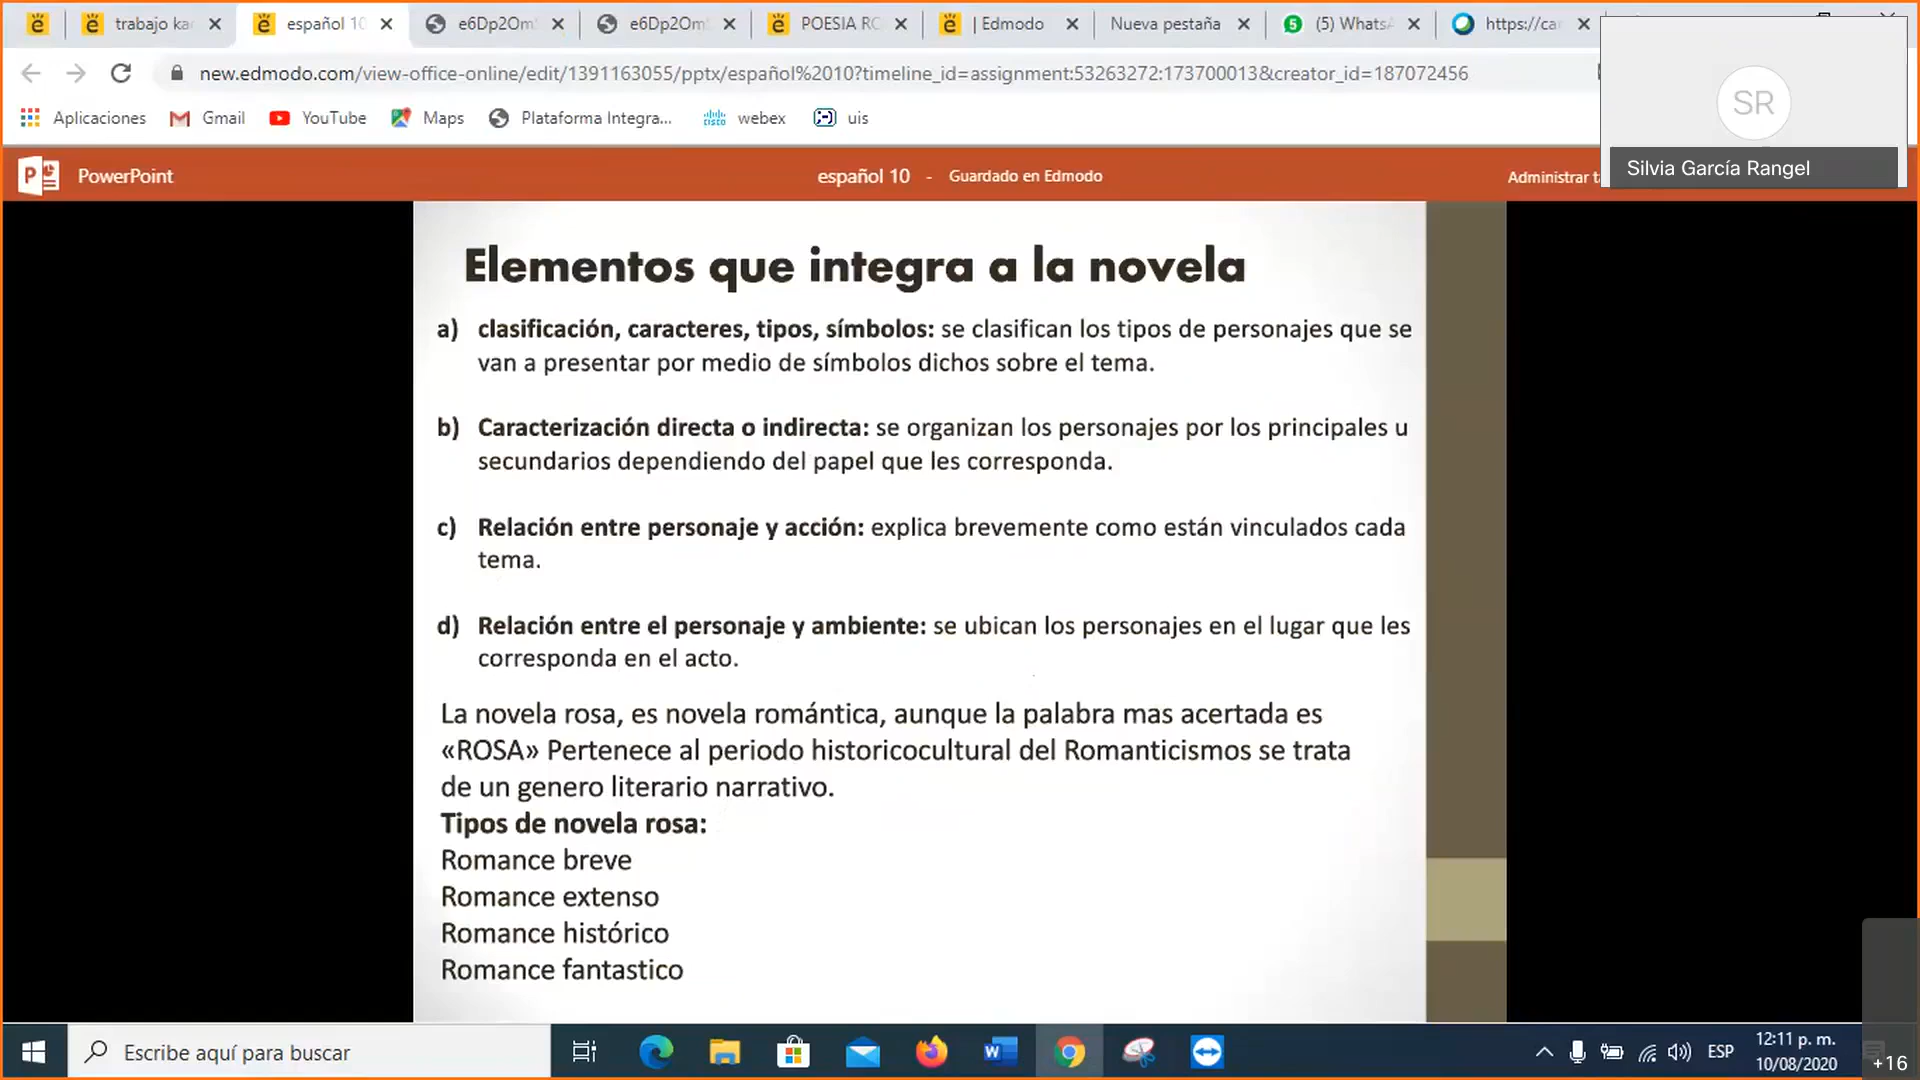 trabajo ka
español 10
e6Dp2Om
e6Dp2Om
POESIA RO
| Edmodo
Nueva pestaña
(5) Whats
https://ca
new.edmodo.com/view-office-online/edit/1391163055/pptx/español%2010?timeline_id=assignment:53263272:173700013&creator_id=187072456
Aplicaciones
Gmail
YouTube
Maps
Plataforma Integra...
webex
uis
SR
Silvia García Rangel
PowerPoint
español 10 - Guardado en Edmodo
Administrar t
Elementos que integra a la novela
a) clasificación, caracteres, tipos, símbolos: se clasifican los tipos de personajes que se
van a presentar por medio de símbolos dichos sobre el tema.
b) Caracterización directa o indirecta: se organizan los personajes por los principales u
secundarios dependiendo del papel que les corresponda.
c) Relación entre personaje y acción: explica brevemente como están vinculados cada
tema.
d) Relación entre el personaje y ambiente: se ubican los personajes en el lugar que les
corresponda en el acto.
La novela rosa, es novela romántica, aunque la palabra mas acertada es
«ROSA» Pertenece al periodo historicocultural del Romanticismos se trata
de un genero literario narrativo.
Tipos de novela rosa:
Romance breve
Romance extenso
Romance histórico
Romance fantastico
Escribe aquí para buscar
ESP
12:11 p. m.
10/08/2020
+16